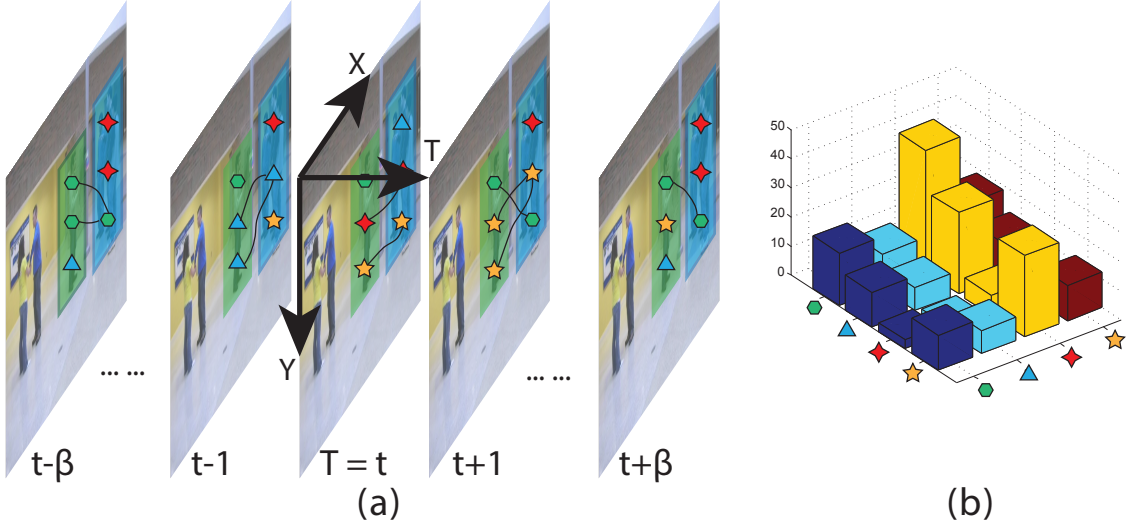 X
T
Y
... ...
... ...
t-β
t-1
T = t
t+1
t+β
(a)
50
40
30
20
10
0
(b)